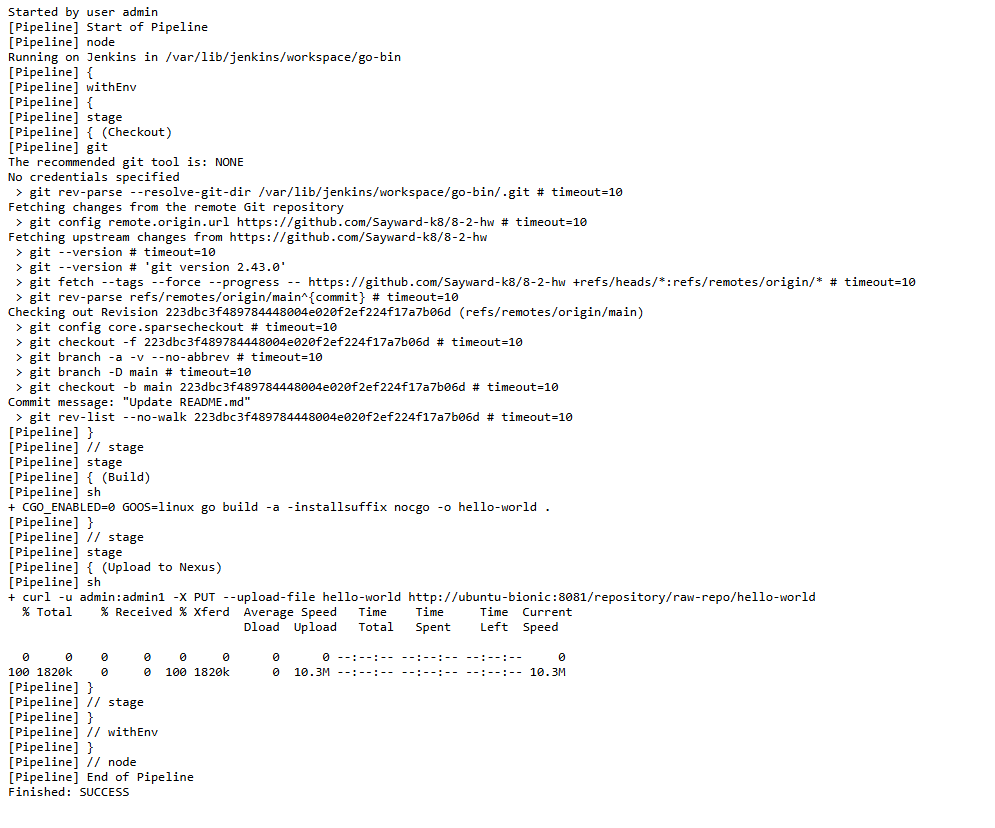 Started by user admin
[Pipeline] Start of Pipeline
[Pipeline] node
Running on Jenkins in /var/lib/jenkins/workspace/go-bin
[Pipeline] {
[Pipeline] withEnv
[Pipeline] {
[Pipeline] stage
[Pipeline] { (Checkout)
[Pipeline] git
The recommended git tool is: NONE
No credentials specified
 > git rev-parse --resolve-git-dir /var/lib/jenkins/workspace/go-bin/.git # timeout=10
Fetching changes from the remote Git repository
 > git config remote.origin.url https://github.com/Sayward-k8/8-2-hw # timeout=10
Fetching upstream changes from https://github.com/Sayward-k8/8-2-hw
 > git --version # timeout=10
 > git --version # 'git version 2.43.0'
 > git fetch --tags --force --progress -- https://github.com/Sayward-k8/8-2-hw +refs/heads/*:refs/remotes/origin/* # timeout=10
 > git rev-parse refs/remotes/origin/main^{commit} # timeout=10
Checking out Revision 223dbc3f489784448004e020f2ef224f17a7b06d (refs/remotes/origin/main)
 > git config core.sparsecheckout # timeout=10
 > git checkout -f 223dbc3f489784448004e020f2ef224f17a7b06d # timeout=10
 > git branch -a -v --no-abbrev # timeout=10
 > git branch -D main # timeout=10
 > git checkout -b main 223dbc3f489784448004e020f2ef224f17a7b06d # timeout=10
Commit message: "Update README.md"
 > git rev-list --no-walk 223dbc3f489784448004e020f2ef224f17a7b06d # timeout=10
[Pipeline] }
[Pipeline] // stage
[Pipeline] stage
[Pipeline] { (Build)
[Pipeline] sh
+ CGO_ENABLED=0 GOOS=linux go build -a -installsuffix nocgo -o hello-world .
[Pipeline] }
[Pipeline] // stage
[Pipeline] stage
[Pipeline] { (Upload to Nexus)
[Pipeline] sh
+ curl -u admin:admin1 -X PUT --upload-file hello-world http://ubuntu-bionic:8081/repository/raw-repo/hello-world
  % Total    % Received % Xferd  Average Speed   Time    Time     Time  Current
                                 Dload  Upload   Total   Spent    Left  Speed
  0     0    0     0    0     0      0      0 --:--:-- --:--:-- --:--:--     0
100 1820k    0     0  100 1820k      0  10.3M --:--:-- --:--:-- --:--:-- 10.3M
[Pipeline] }
[Pipeline] // stage
[Pipeline] }
[Pipeline] // withEnv
[Pipeline] }
[Pipeline] // node
[Pipeline] End of Pipeline
Finished: SUCCESS